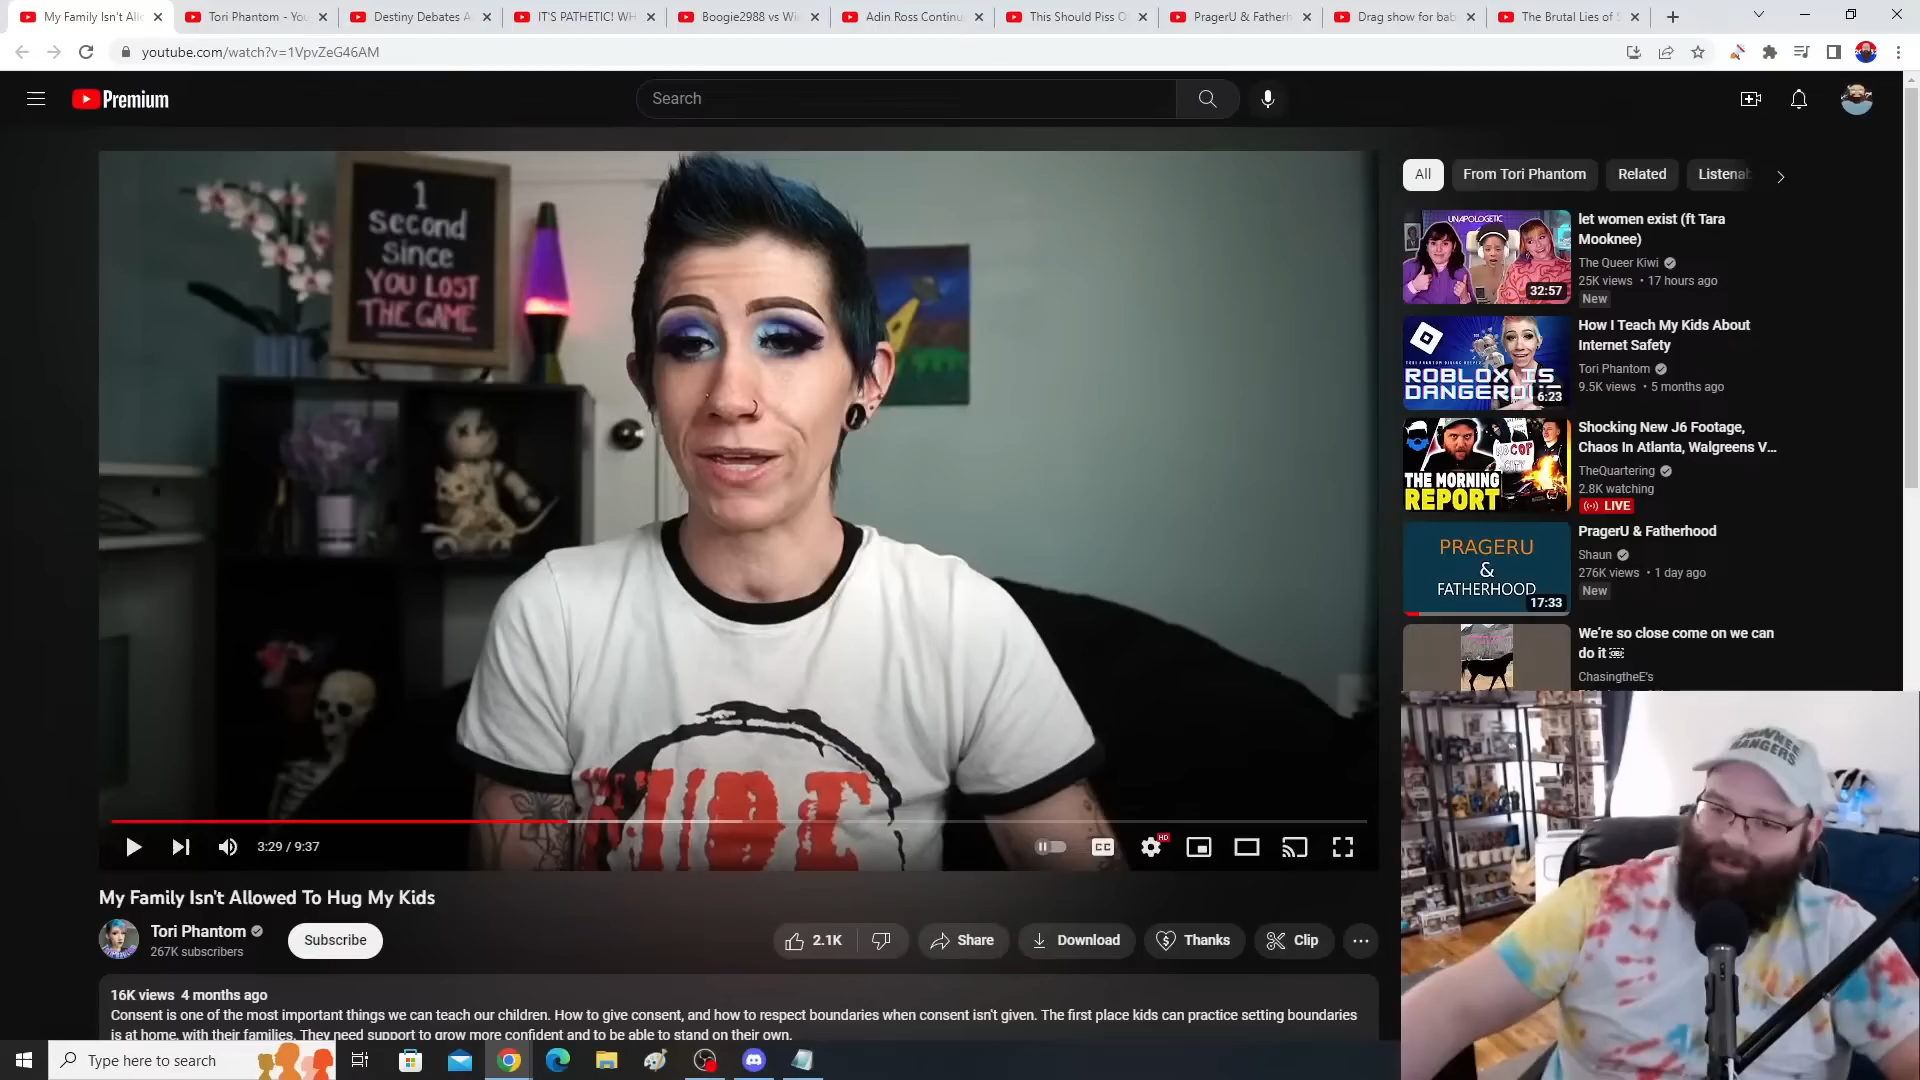 My Family Isn't All
Tori Phantom - You
Destiny Debates A
IT'S PATHETIC! WH
Boogie2988 vs Wi
Adin Ross Continu
This Should Piss O
PragerU & Fatherh
Drag show for bab
The Brutal Lies of S
youtube.com/watch?v=1VpvZeG46AM
Premium
Search
1
second
since
YOU LOST
THE GAME
3:29 / 9:37
CC
HD
My Family Isn't Allowed To Hug My Kids
Tori Phantom
267K subscribers
Subscribe
2.1K
Share
Download
Thanks
Clip
16K views 4 months ago
Consent is one of the most important things we can teach our children. How to give consent, and how to respect boundaries when consent isn't given. The first place kids can practice setting boundaries
is at home, with their families. They need support to grow more confident and to be able to stand on their own.
All
From Tori Phantom
Related
Listenab
UNAPOLOGETIC
32:57
let women exist (ft Tara
Mooknee)
The Queer Kiwi
25K views • 17 hours ago
New
ROBLOX IS
DANGEROUS
6:23
How I Teach My Kids About
Internet Safety
Tori Phantom
9.5K views • 5 months ago
COP
CITY
THE MORNING
REPORT
Shocking New J6 Footage,
Chaos In Atlanta, Walgreens V...
TheQuartering
2.8K watching
LIVE
PRAGERU
&
FATHERHOOD
17:33
PragerU & Fatherhood
Shaun
276K views • 1 day ago
New
We're so close come on we can
do it
ChasingtheE's
PAWNEE
RANGERS
Type here to search